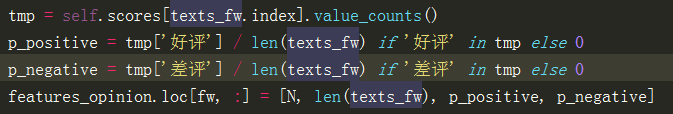 tmp = self.scores[texts_fw.index].value_counts()
p_positive = tmp['好评'] / len(texts_fw) if '好评' in tmp else 0
p_negative = tmp['差评'] / len(texts_fw) if '差评' in tmp else 0
features_opinion.loc[fw, :] = [N, len(texts_fw), p_positive, p_negative]